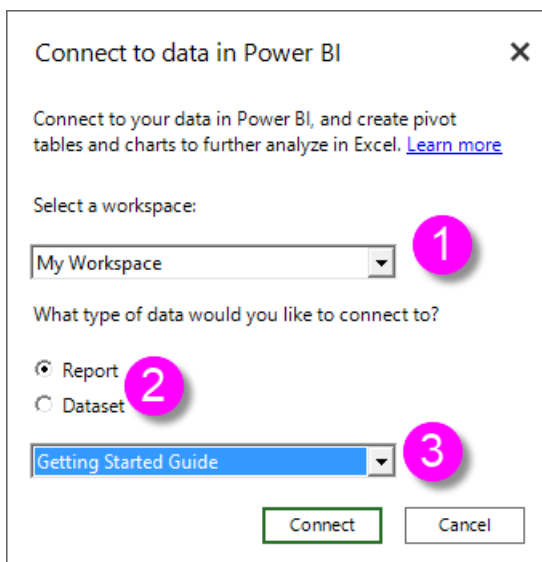 Connect to data in Power BI
Connect to your data in Power BI, and create pivot
tables and charts to further analyze in Excel. Learn more
Select a workspace:
My Workspace
1
What type of data would you like to connect to?
Report
2
Dataset
Getting Started Guide
3
Connect Cancel